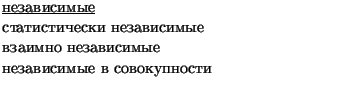 независимые
статистически независимые
взаимно независимые
независимые в совокупности